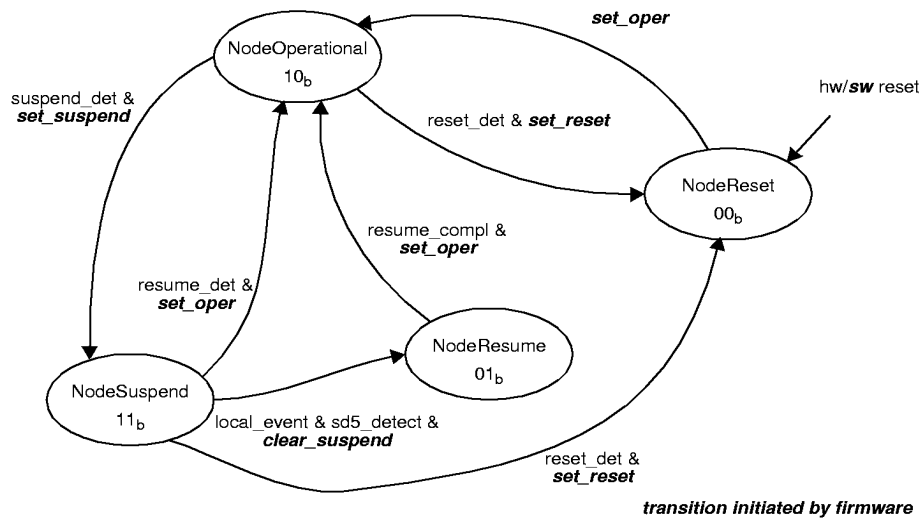 set_oper
NodeOperational
10b
hw/sw reset
suspend_det &
set_suspend
reset_det & set_reset
NodeReset
00b
resume_compl &
set_oper
resume_det &
set_oper
NodeResume
01b
NodeSuspend
11b
local_event & sd5_detect &
clear_suspend
reset_det &
set_reset
transition initiated by firmware